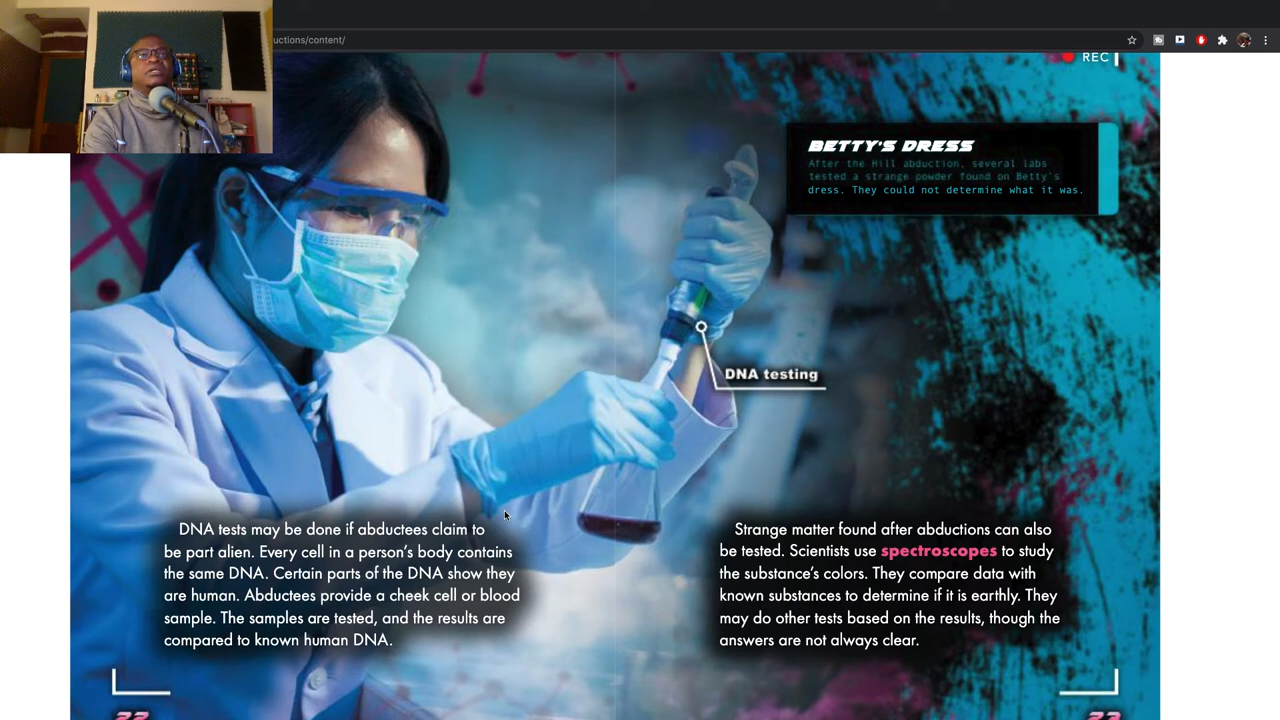 uctions/content/
REC
BETTY'S DRESS
After the Hill abduction, several labs
tested a strange powder found on Betty's
dress. They could not determine what it was.
DNA testing
DNA tests may be done if abductees claim to
be part alien. Every cell in a person's body contains
the same DNA. Certain parts of the DNA show they
are human. Abductees provide a cheek cell or blood
sample. The samples are tested, and the results are
compared to known human DNA.
Strange matter found after abductions can also
be tested. Scientists use spectroscopes to study
the substance's colors. They compare data with
known substances to determine if it is earthly. They
may do other tests based on the results, though the
answers are not always clear.
22
23